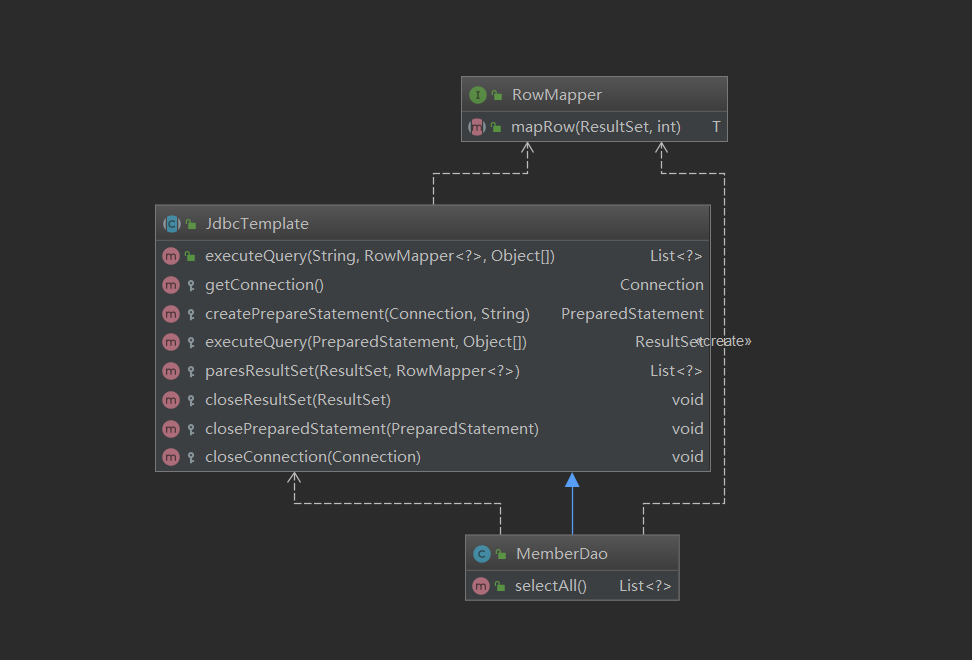 RowMapper
mapRow(ResultSet, int) T
JdbcTemplate
executeQuery(String, RowMapper<?>, Object[]) List<?>
getConnection() Connection
createPrepareStatement(Connection, String) PreparedStatement
executeQuery(PreparedStatement, Object[]) ResultSet
«create»
paresResultSet(ResultSet, RowMapper<?>) List<?>
closeResultSet(ResultSet) void
closePreparedStatement(PreparedStatement) void
closeConnection(Connection) void
MemberDao
selectAll() List<?>